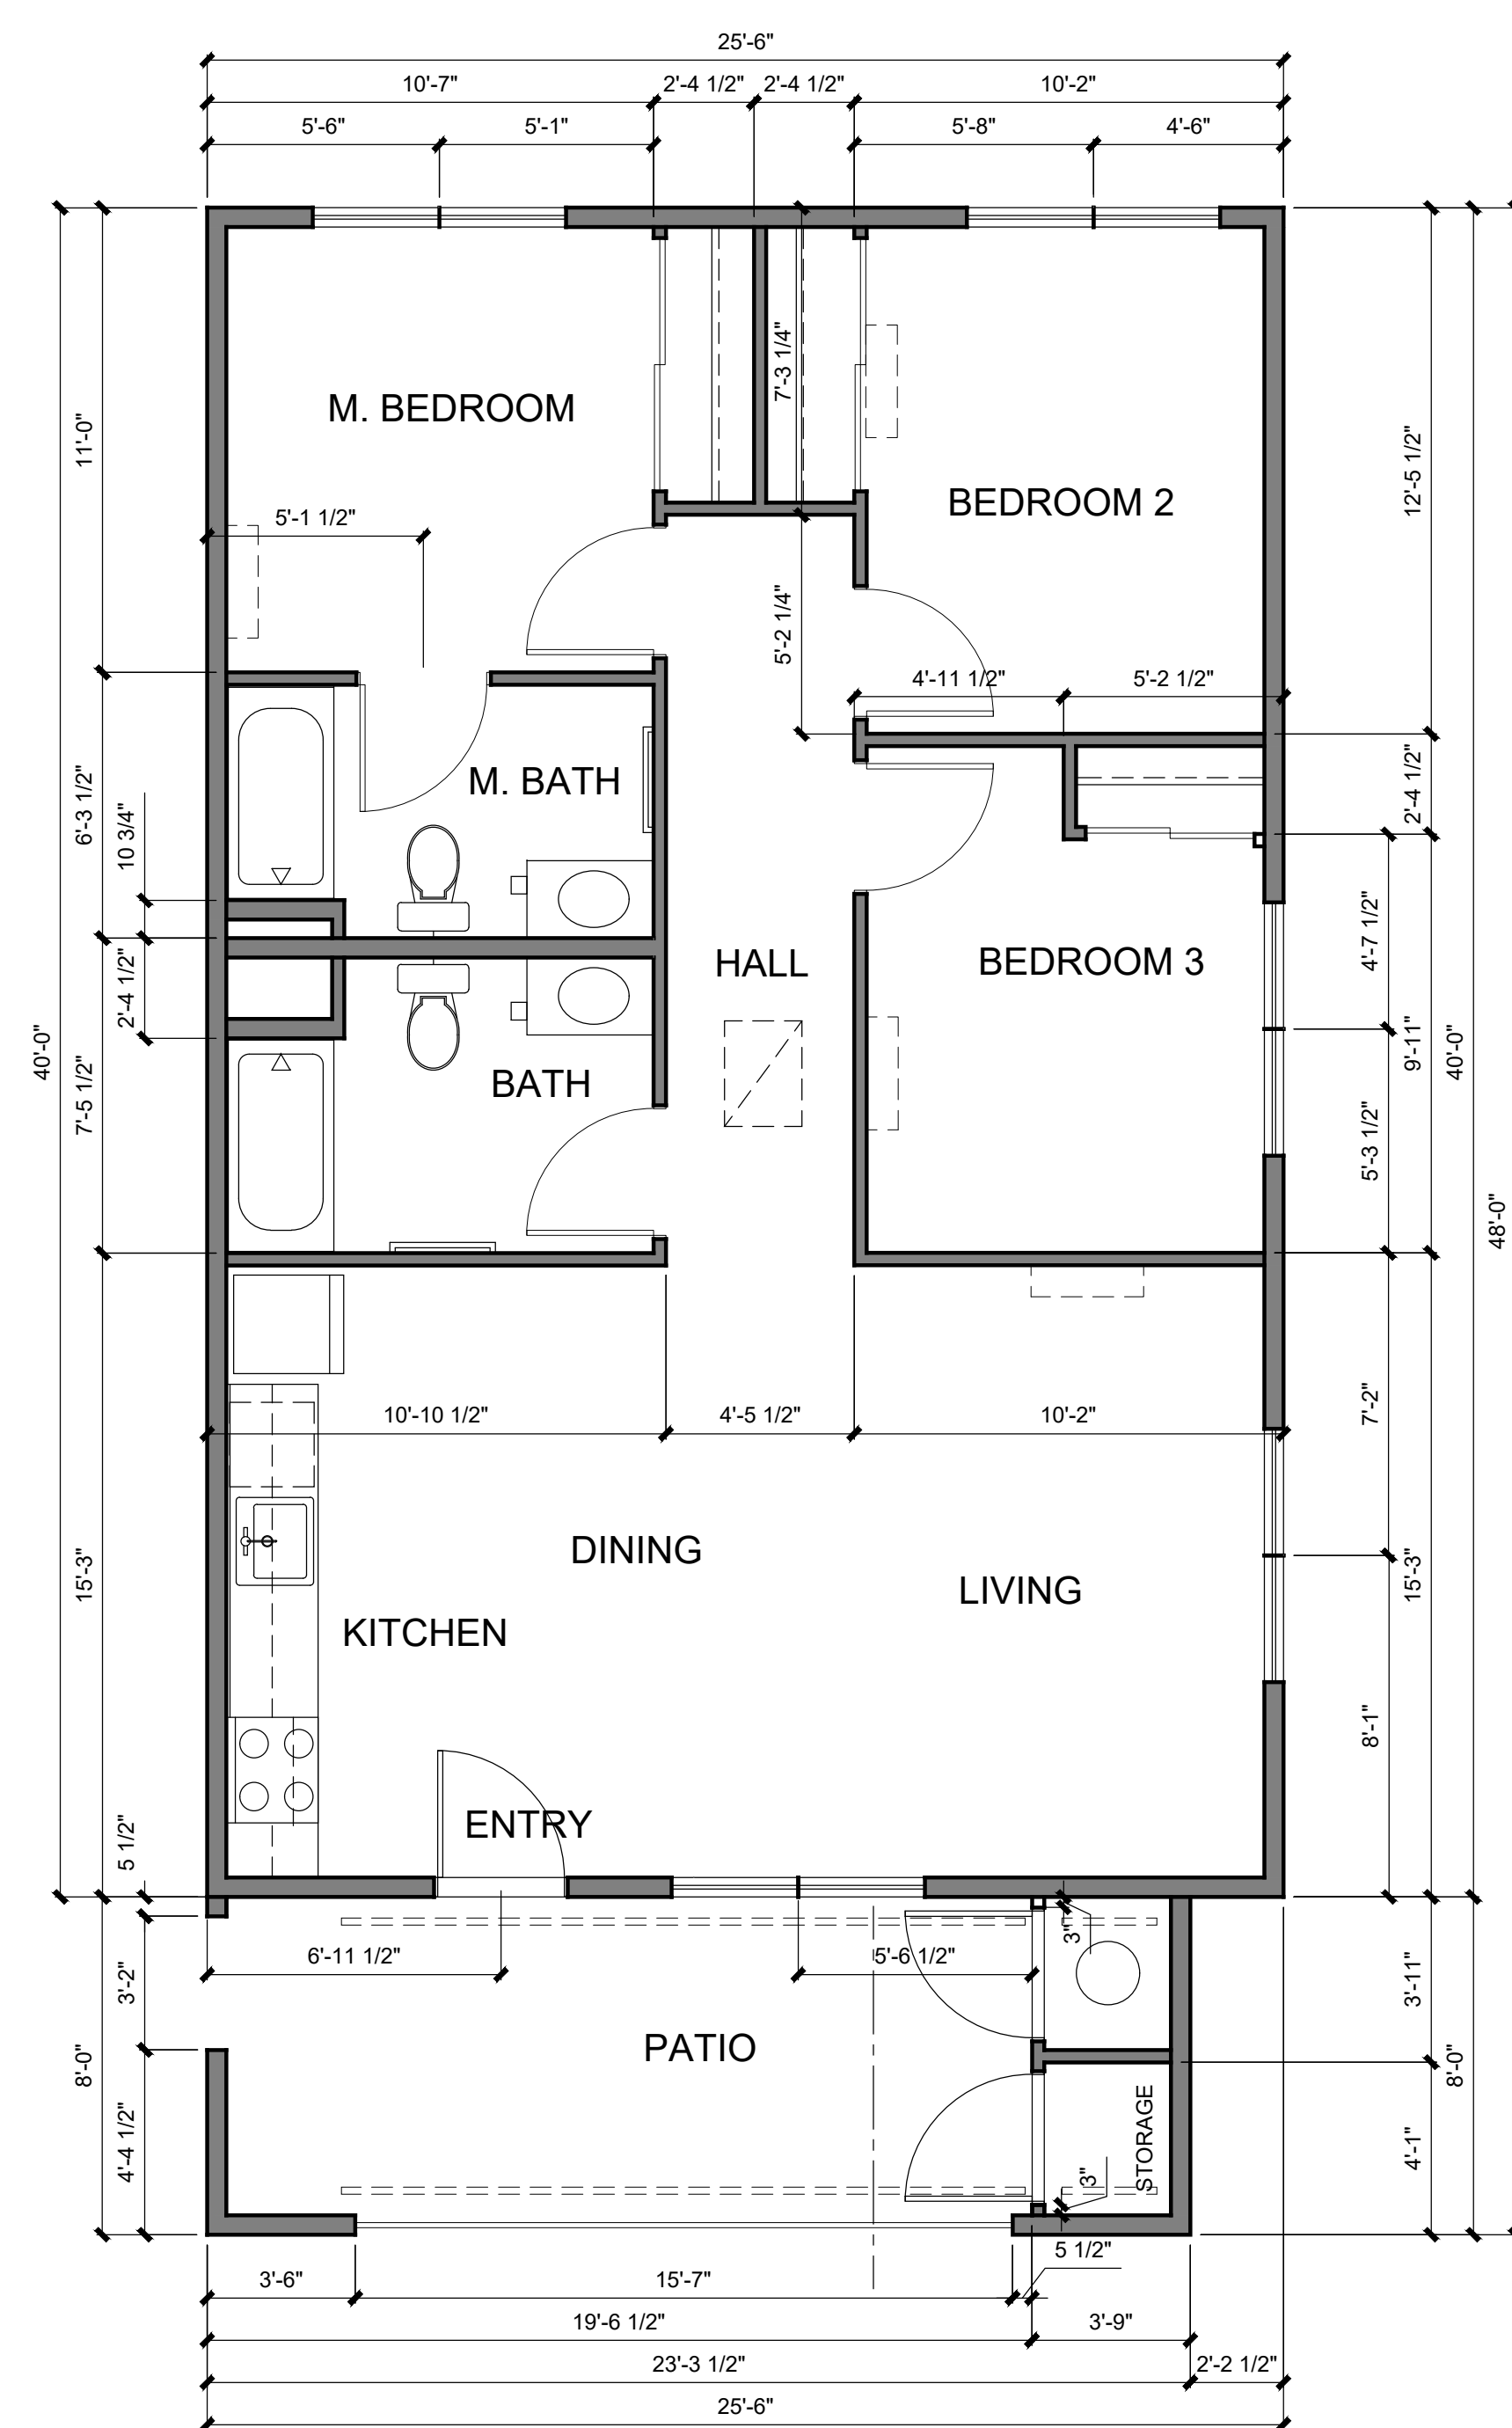 25'-6"
10'-7" 2'-4 1/2" 2'-4 1/2" 10'-2"
5'-6" 5'-1" 5'-8" 4'-6"
7'-3 1/4"
M. BEDROOM
11'-0"
12'-5 1/2"
BEDROOM 2
5'-1 1/2"
5'-2 1/4"
4'-11 1/2" 5'-2 1/2"
M. BATH
6'-3 1/2"
10 3/4"
2'-4 1/2"
4'-7 1/2"
HALL
BEDROOM 3
2'-4 1/2"
40'-0"
7'-5 1/2"
BATH
9'-11"
40'-0"
5'-3 1/2"
48'-0"
10'-10 1/2" 4'-5 1/2" 10'-2"
7'-2"
DINING
15'-3"
LIVING
15'-3"
KITCHEN
8'-1"
ENTRY
5 1/2"
3"
6'-11 1/2" 5'-6 1/2"
3'-2"
3'-11"
PATIO
8'-0"
8'-0"
4'-4 1/2"
STORAGE
3"
4'-1"
5 1/2"
3'-6" 15'-7"
19'-6 1/2" 3'-9"
23'-3 1/2" 2'-2 1/2"
25'-6"